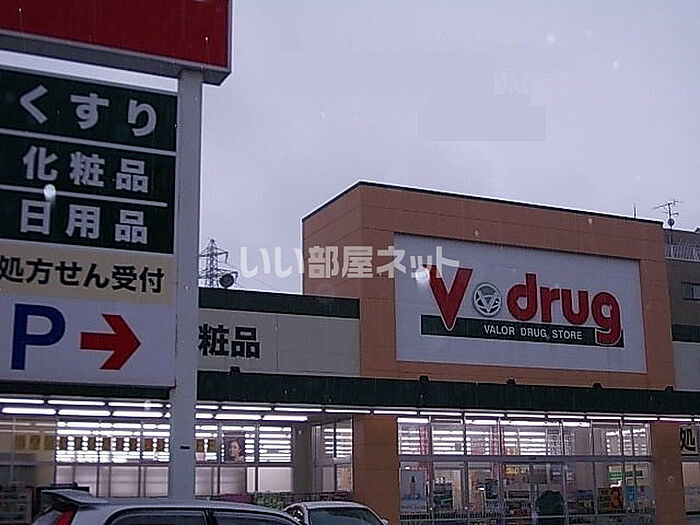 くすり
化粧品
日用品
処方せん受付
P
いい部屋ネット
V drug
VALOR DRUG STORE
粧品
処